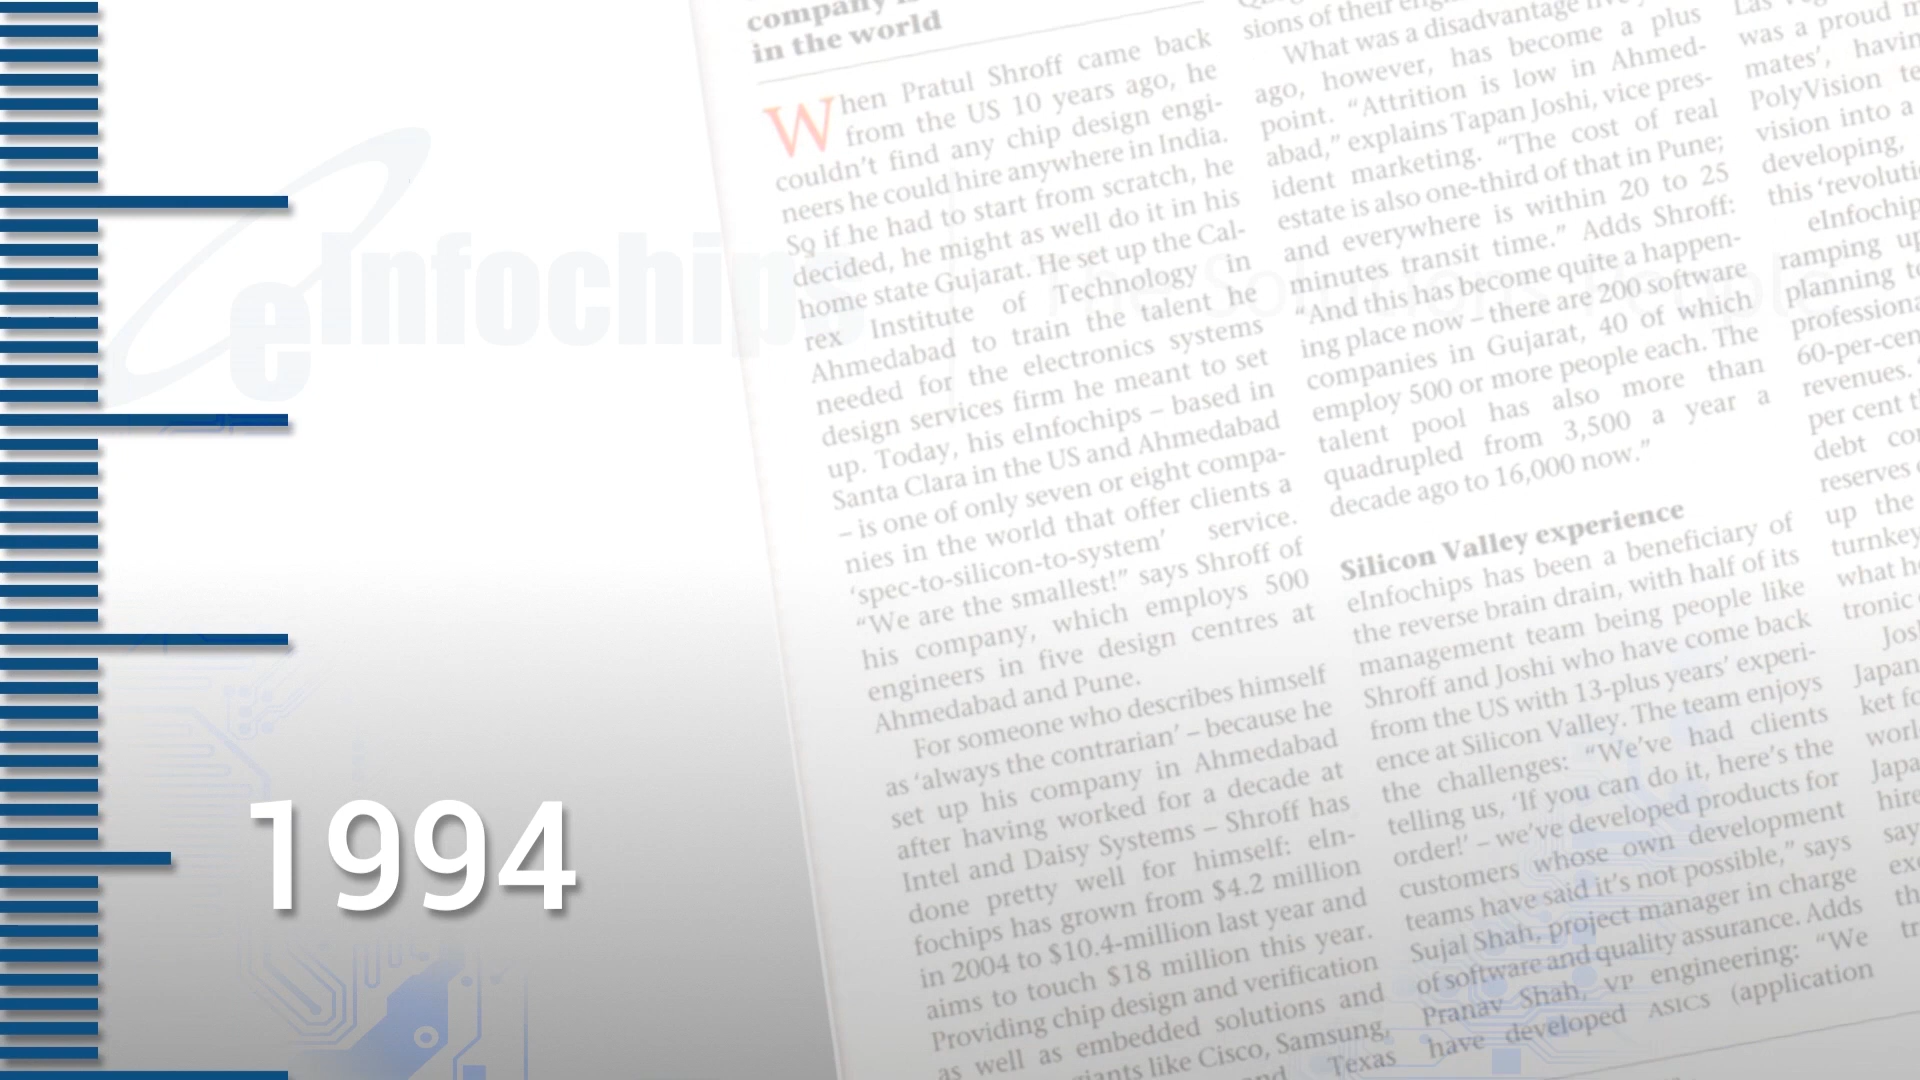 company is
in the world
When Pratul Shroff came back
from the US 10 years ago, he
couldn't find any chip design engi-
neers he could hire anywhere in India.
So if he had to start from scratch, he
decided, he might as well do it in his
home state Gujarat. He set up the Cal-
rex Institute of Technology in
Ahmedabad to train the talent he
needed for the electronics systems
design services firm he meant to set
up. Today, his eInfochips – based in
Santa Clara in the US and Ahmedabad
– is one of only seven or eight compa-
nies in the world that offer clients a
'spec-to-silicon-to-system' service.
"We are the smallest!" says Shroff of
his company, which employs 500
engineers in five design centres at
Ahmedabad and Pune.
For someone who describes himself
as 'always the contrarian' – because he
set up his company in Ahmedabad
after having worked for a decade at
Intel and Daisy Systems – Shroff has
done pretty well for himself: eIn-
fochips has grown from $4.2 million
in 2004 to $10.4-million last year and
aims to touch $18 million this year.
Providing chip design and verification
as well as embedded solutions and
giants like Cisco, Samsung,
Texas
sions of their
What was a disadvantage
ago, however, has become a plus
point. "Attrition is low in Ahmed-
abad," explains Tapan Joshi, vice pres-
ident marketing. "The cost of real
estate is also one-third of that in Pune;
and everywhere is within 20 to 25
minutes transit time." Adds Shroff:
"And this has become quite a happen-
ing place now – there are 200 software
companies in Gujarat, 40 of which
employ 500 or more people each. The
talent pool has also more than
quadrupled from 3,500 a year a
decade ago to 16,000 now."
Silicon Valley experience
eInfochips has been a beneficiary of
the reverse brain drain, with half of its
management team being people like
Shroff and Joshi who have come back
from the US with 13-plus years' experi-
ence at Silicon Valley. The team enjoys
the challenges: "We've had clients
telling us, 'If you can do it, here's the
order!' – we've developed products for
customers whose own development
teams have said it's not possible," says
Sujal Shah, project manager in charge
of software and quality assurance. Adds
Pranav Shah, VP engineering: "We
have developed ASICS (application
Las
was a proud
mates', havin
PolyVision te
vision into a
developing,
this 'revoluti
eInfochip
ramping up
planning to
professiona
60-per-cen
revenues.
per cent t
debt co
reserves
up the
turnkey
what h
tronic
Jos
Japan
ket fo
worl
Japa
hire
say
exc
th
tr
eInfochips
The Solutions People
1994